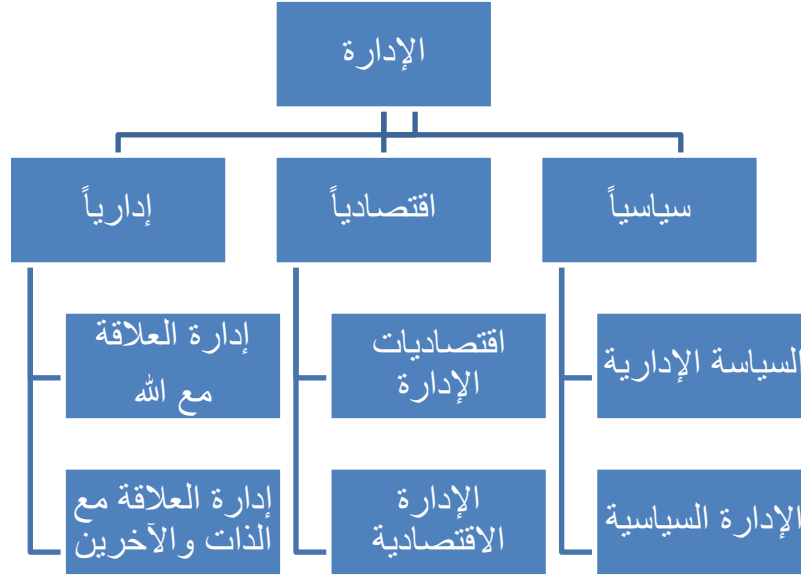 الإدارة
سياسياً
اقتصادياً
إدارياً
السياسة الإدارية
اقتصاديات
الإدارة
إدارة العلاقة
مع الله
الإدارة السياسية
الإدارة
الاقتصادية
إدارة العلاقة مع
الذات والآخرين